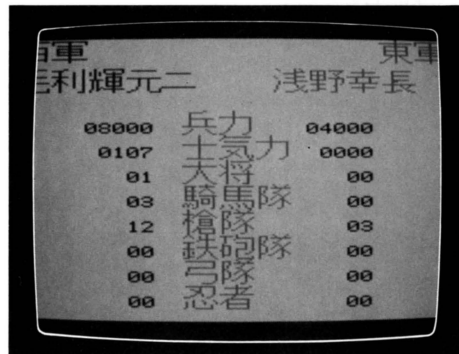 西軍 東軍
毛利輝元二 浅野幸長
08000 兵力 04000
0107 士気力 0000
01 大将 00
03 騎馬隊 00
12 槍隊 03
00 鉄砲隊 00
00 弓隊 00
00 忍者 00